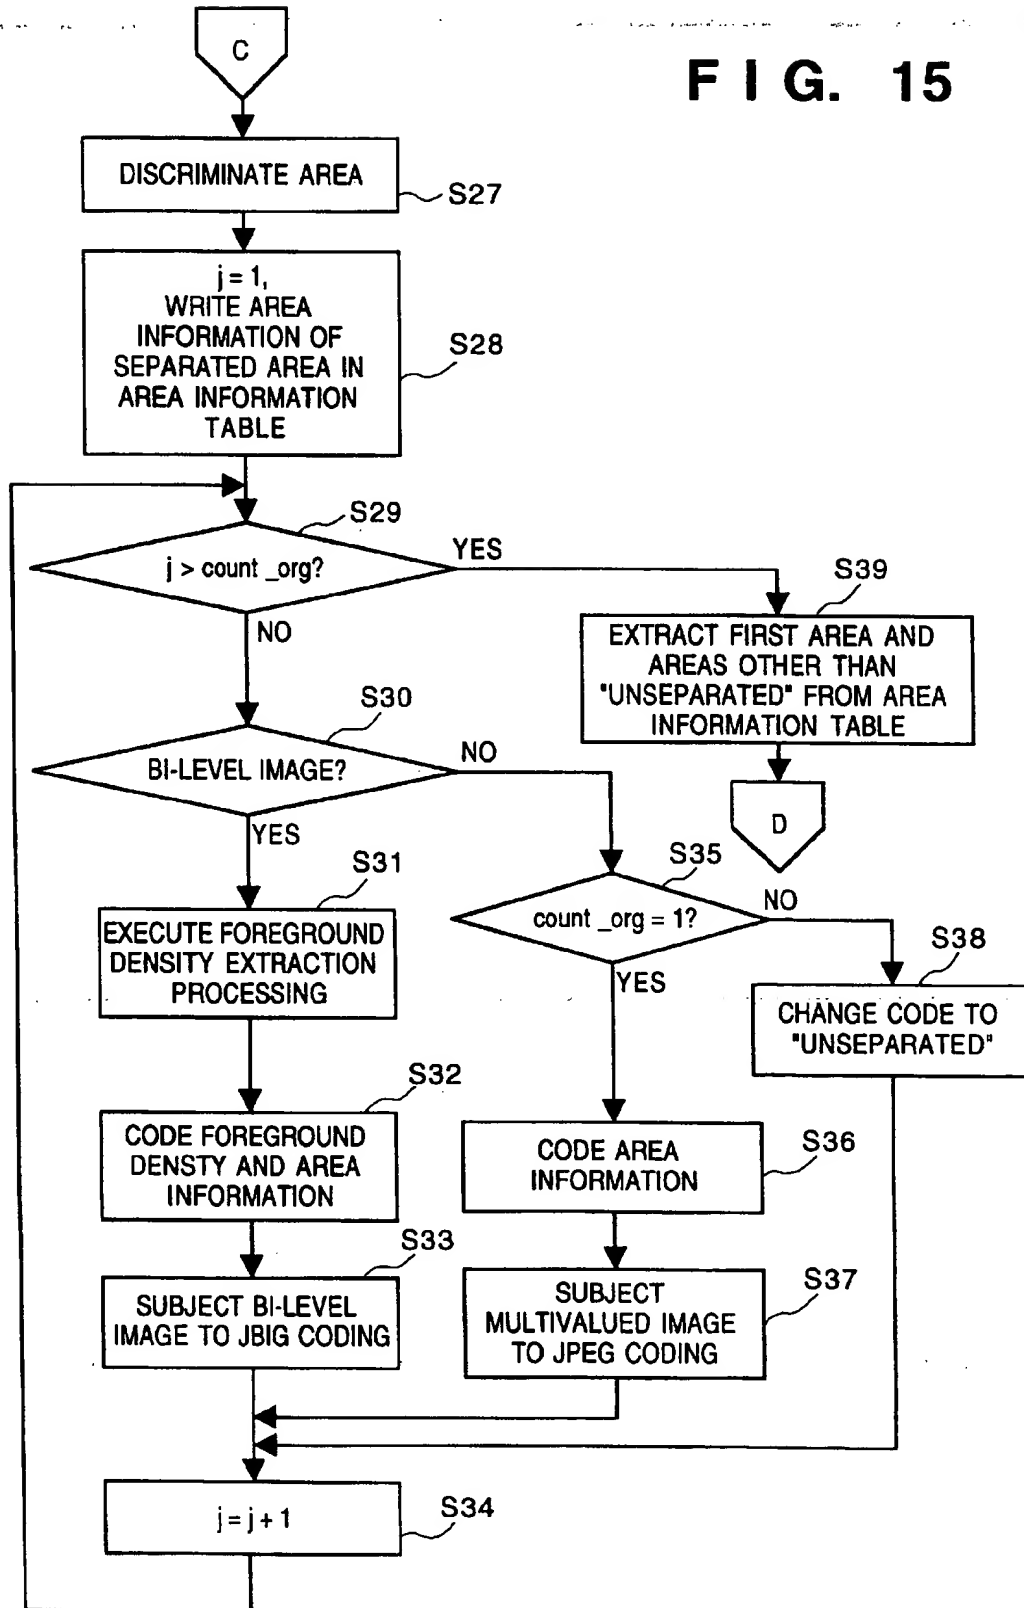 C
F I G. 15
DISCRIMINATE AREA
S27
j = 1,
WRITE AREA
INFORMATION OF
SEPARATED AREA IN
AREA INFORMATION
TABLE
S28
S29
j > count _org?
YES
NO
S39
EXTRACT FIRST AREA AND
AREAS OTHER THAN
"UNSEPARATED" FROM AREA
INFORMATION TABLE
D
S30
BI-LEVEL IMAGE?
NO
YES
S31
EXECUTE FOREGROUND
DENSITY EXTRACTION
PROCESSING
S35
count _org = 1?
NO
YES
S38
CHANGE CODE TO
"UNSEPARATED"
S32
CODE FOREGROUND
DENSTY AND AREA
INFORMATION
CODE AREA
INFORMATION
S36
S33
SUBJECT BI-LEVEL
IMAGE TO JBIG CODING
SUBJECT
MULTIVALUED IMAGE
TO JPEG CODING
S37
j = j + 1
S34